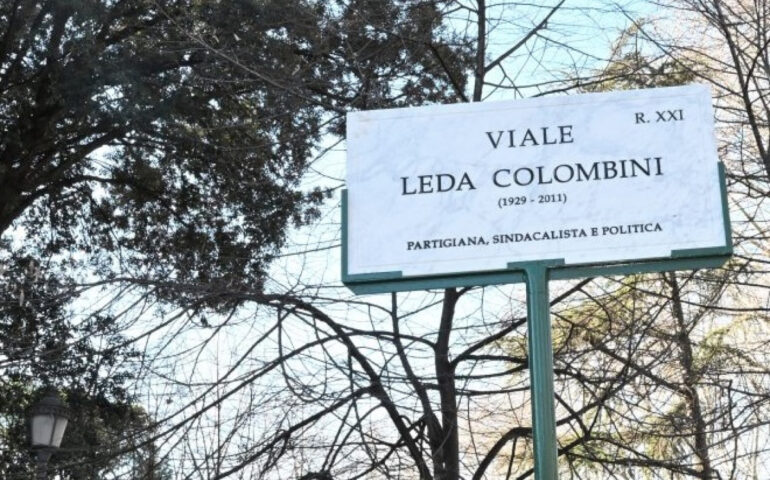 R. XXI
VIALE
LEDA COLOMBINI
(1929 - 2011)
PARTIGIANA, SINDACALISTA E POLITICA